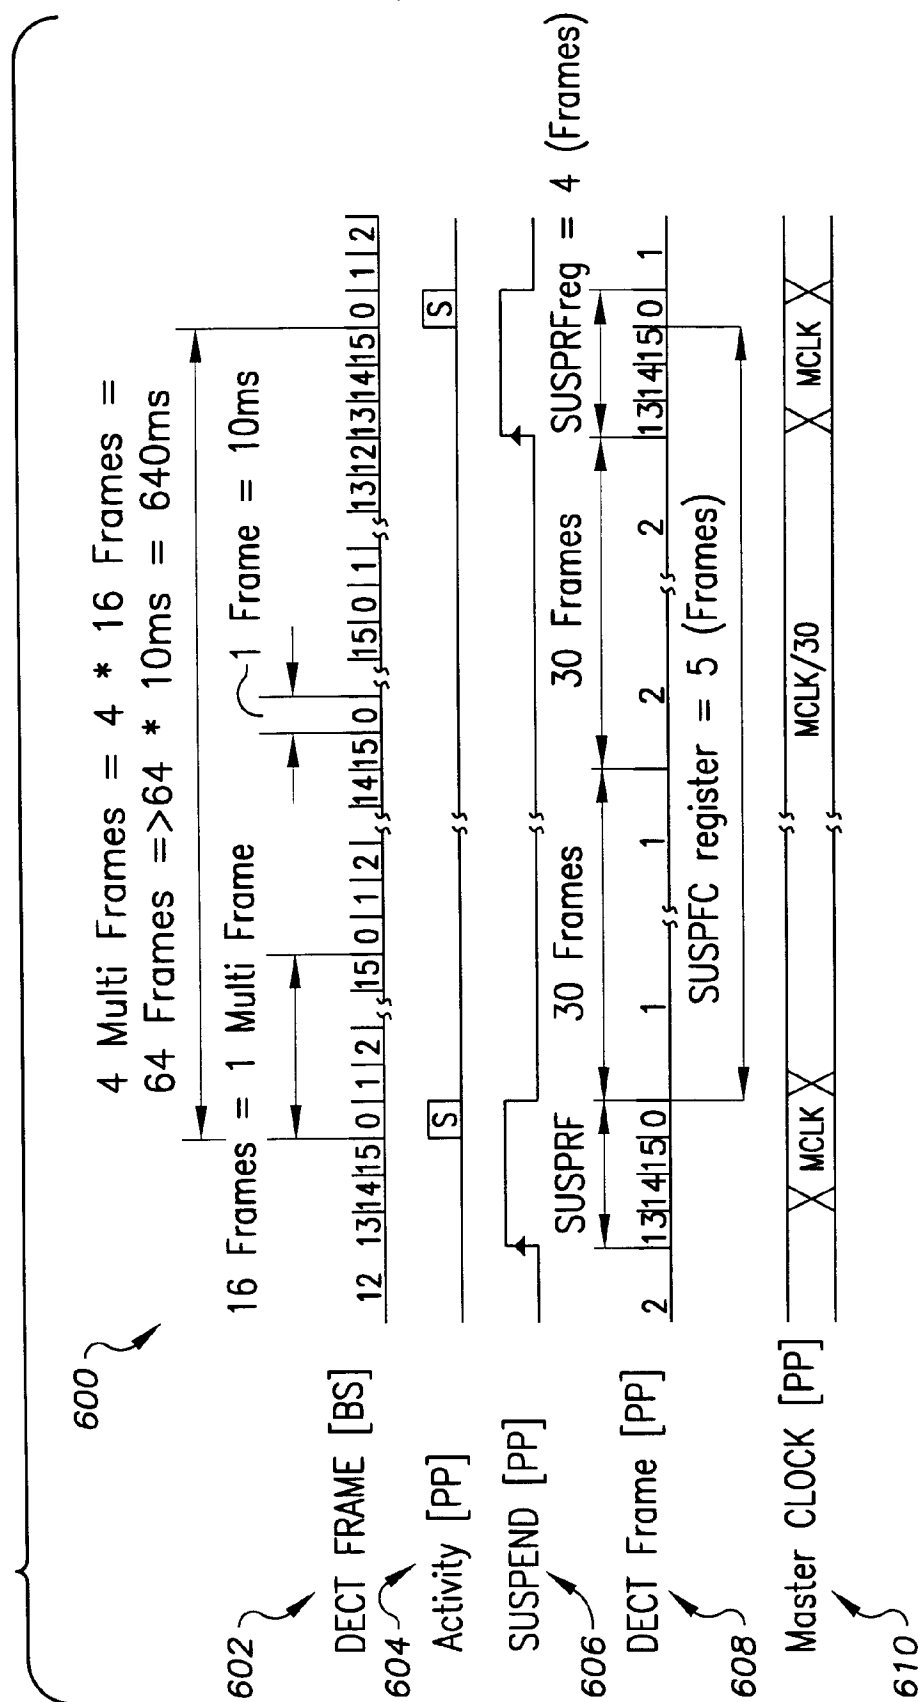 600
4 Multi Frames = 4 * 16 Frames =
64 Frames =>64 * 10ms = 640ms
16 Frames = 1 Multi Frame
1 Frame = 10ms
602
DECT FRAME [BS]
12 13|14|15|0|1|2| 15|0|1|2| 14|15|0| 15|0|1| |13|12|13|14|15|0|1|2|
604
Activity [PP]
S
S
606
SUSPEND [PP]
SUSPRF
30 Frames
30 Frames
SUSPRFreg = 4 (Frames)
608
DECT Frame [PP]
2 |13|14|15|0| 1 1 2 2 |13|14|15|0| 1
SUSPFC register = 5 (Frames)
610
Master CLOCK [PP]
MCLK
MCLK/30
MCLK